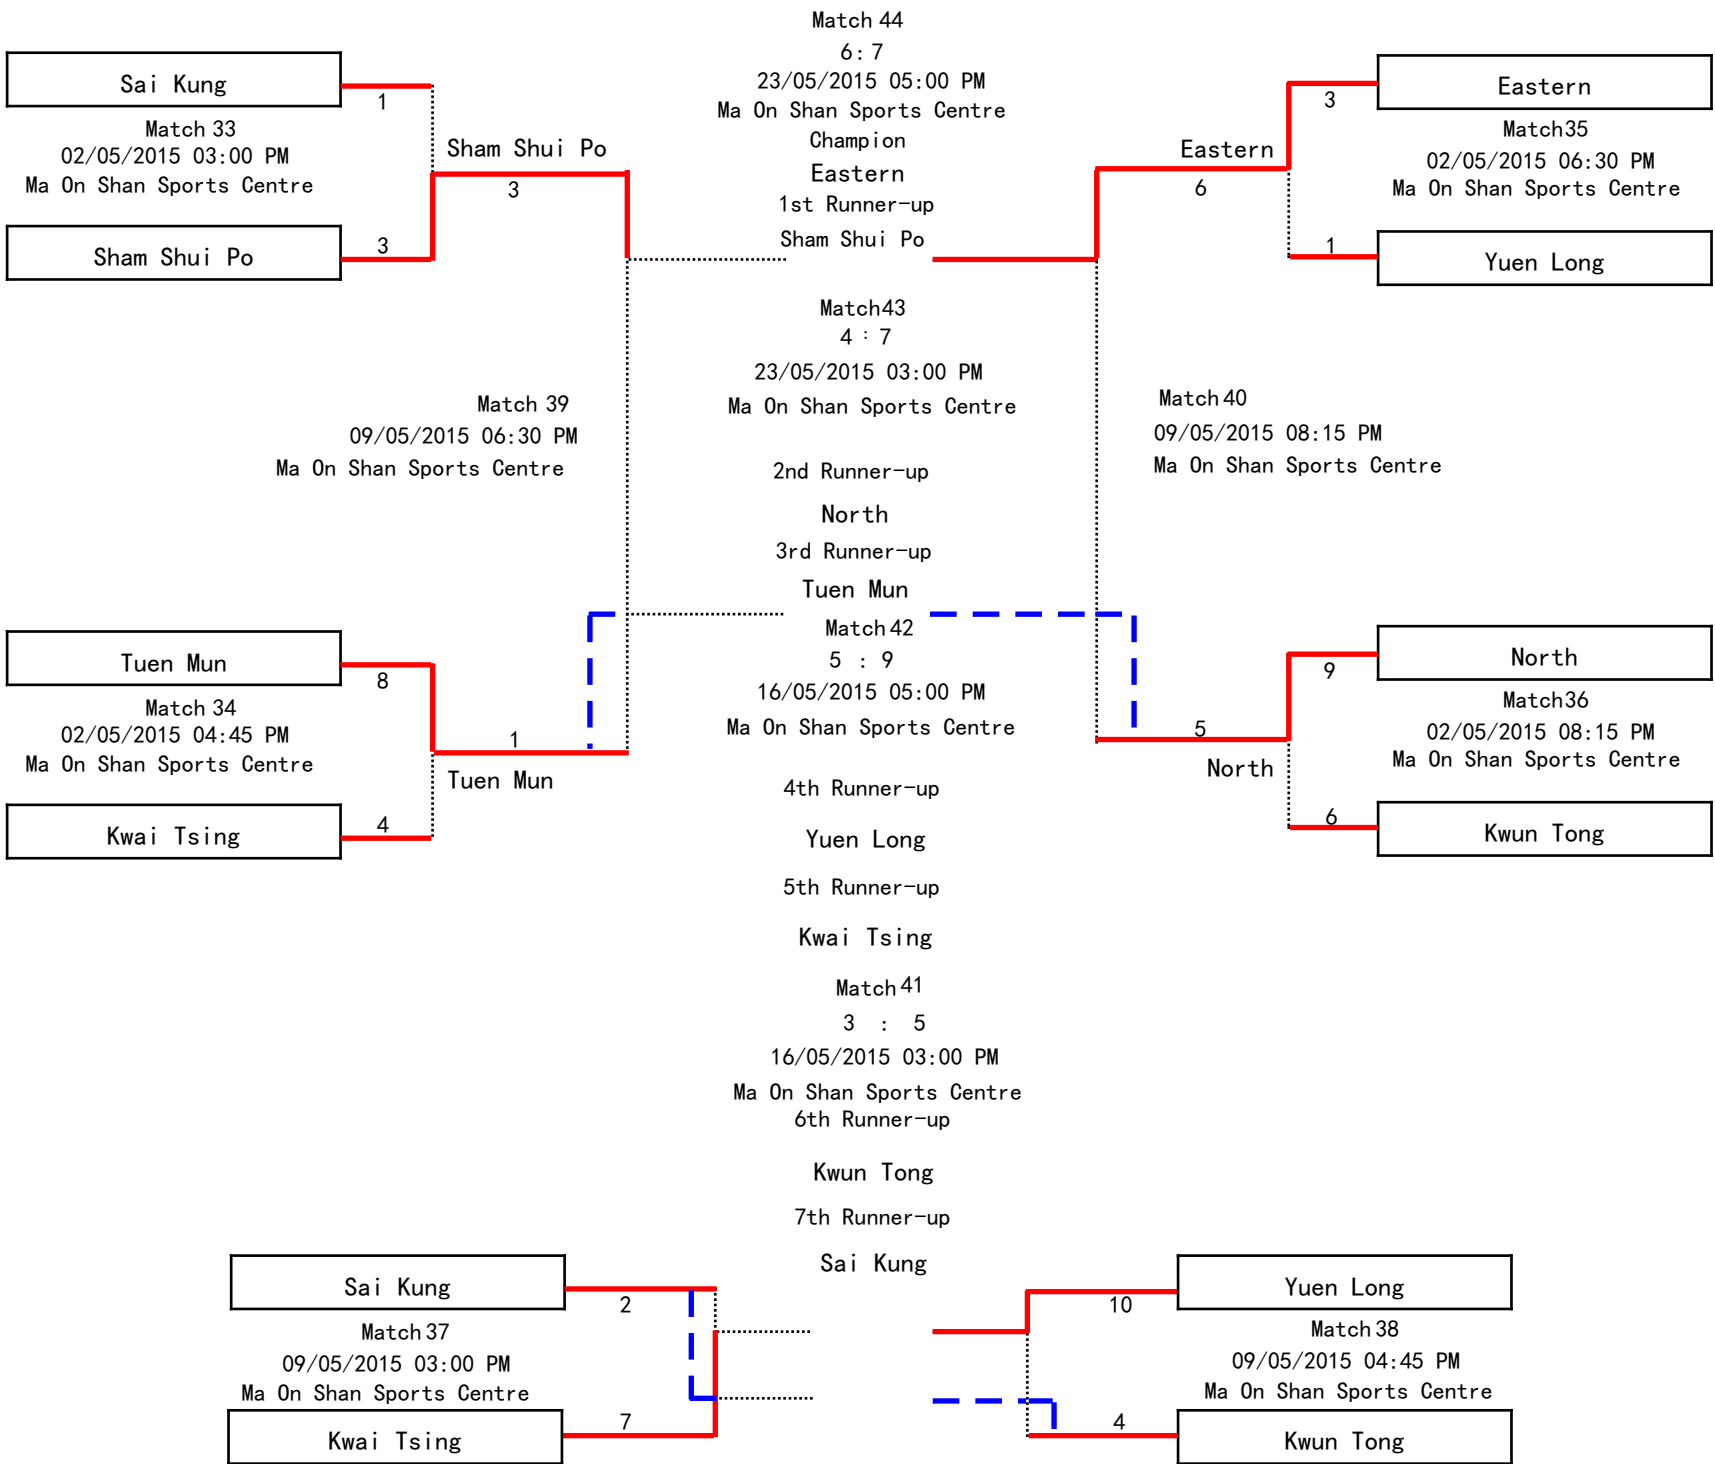 Match 44
6: 7
23/05/2015 05:00 PM
Ma On Shan Sports Centre
Champion
Eastern
1st Runner-up
Sham Shui Po
Sai Kung
1
Match 33
02/05/2015 03:00 PM
Ma On Shan Sports Centre
Sham Shui Po
3
Sham Shui Po
3
Eastern
3
Match35
02/05/2015 06:30 PM
Ma On Shan Sports Centre
Eastern
6
Yuen Long
1
Match43
4 : 7
23/05/2015 03:00 PM
Ma On Shan Sports Centre
Match 39
09/05/2015 06:30 PM
Ma On Shan Sports Centre
Match 40
09/05/2015 08:15 PM
Ma On Shan Sports Centre
2nd Runner-up
North
3rd Runner-up
Tuen Mun
Match 42
5 : 9
16/05/2015 05:00 PM
Ma On Shan Sports Centre
Tuen Mun
8
Match 34
02/05/2015 04:45 PM
Ma On Shan Sports Centre
1
Tuen Mun
Kwai Tsing
4
North
9
Match36
02/05/2015 08:15 PM
Ma On Shan Sports Centre
5
North
6
Kwun Tong
4th Runner-up
Yuen Long
5th Runner-up
Kwai Tsing
Match 41
3 : 5
16/05/2015 03:00 PM
Ma On Shan Sports Centre
6th Runner-up
Kwun Tong
7th Runner-up
Sai Kung
Sai Kung
2
Match 37
09/05/2015 03:00 PM
Ma On Shan Sports Centre
Kwai Tsing
7
Yuen Long
10
Match 38
09/05/2015 04:45 PM
Ma On Shan Sports Centre
4
Kwun Tong